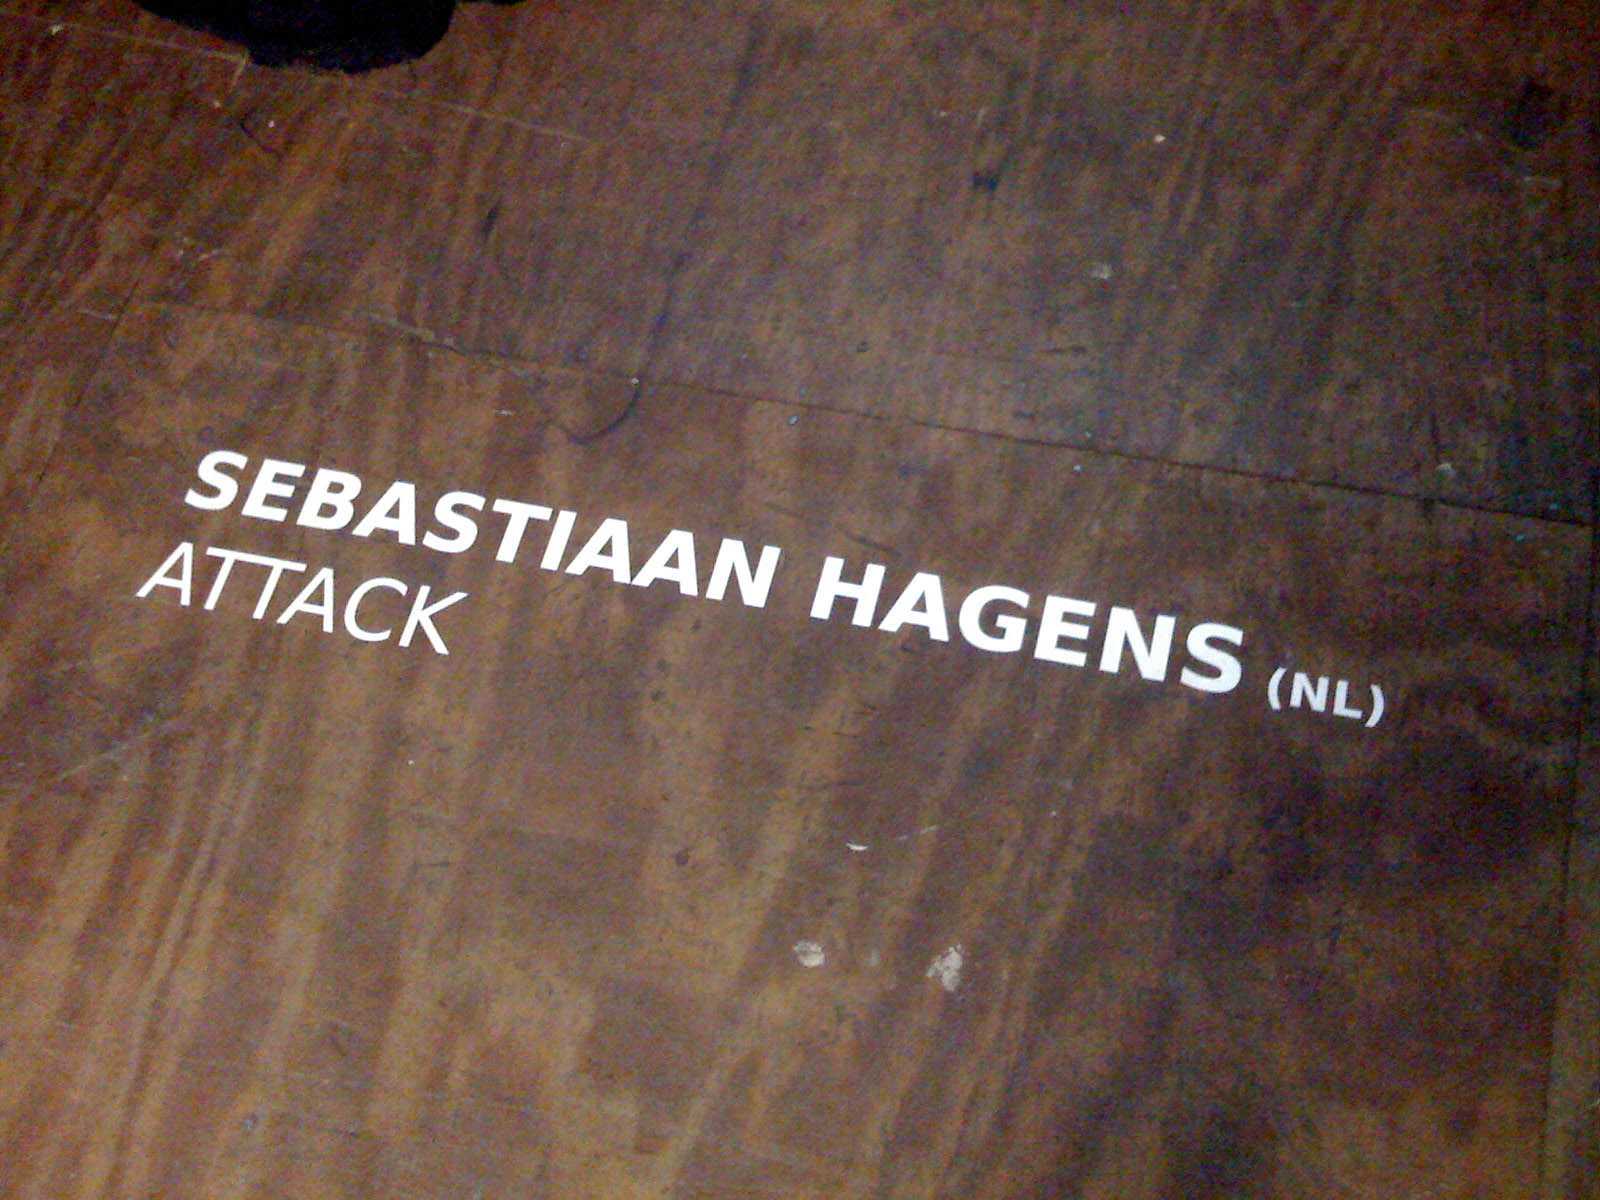 SEBASTIAAN HAGENS (NL)
ATTACK